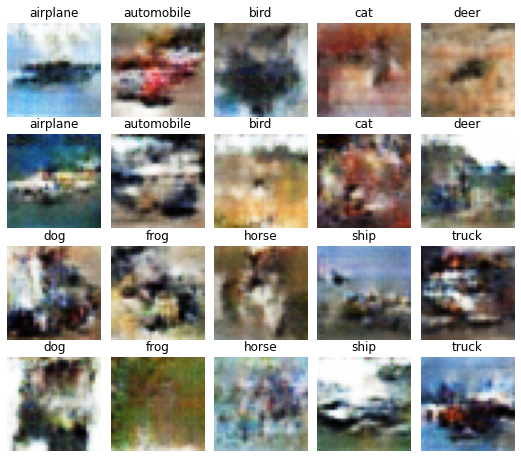 airplane automobile bird cat deer
airplane automobile bird cat deer
dog frog horse ship truck
dog frog horse ship truck